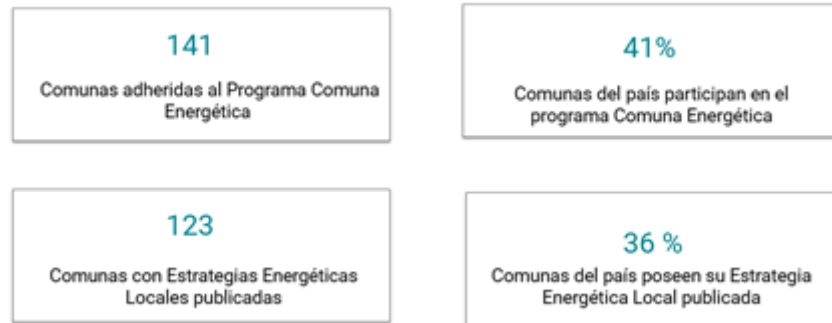 141
Comunas adheridas al Programa Comuna
Energética
41%
Comunas del país participan en el
programa Comuna Energética
123
Comunas con Estrategias Energéticas
Locales publicadas
36 %
Comunas del país poseen su Estrategia
Energética Local publicada